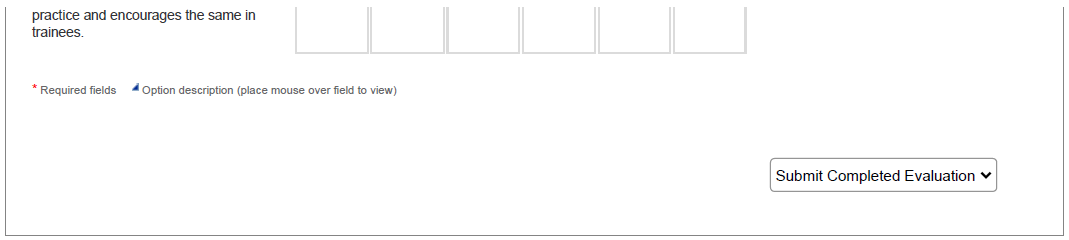 practice and encourages the same in
trainees.
* Required fields Option description (place mouse over field to view)
Submit Completed Evaluation